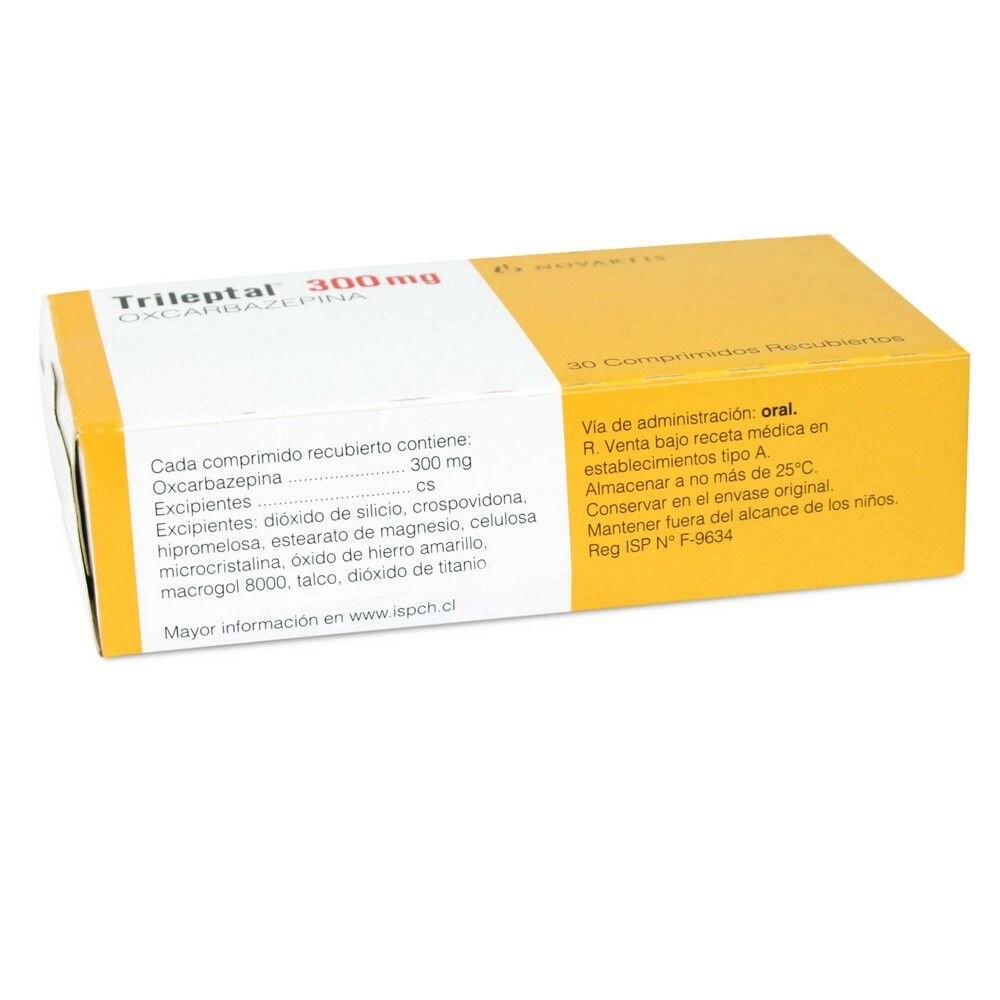 Trileptal® 300 mg
OXCARBAZEPINA
NOVARTIS
30 Comprimidos Recubiertos
Cada comprimido recubierto contiene:
Oxcarbazepina ...................... 300 mg
Excipientes ............................. cs
Excipientes: dióxido de silicio, crospovidona,
hipromelosa, estearato de magnesio, celulosa
microcristalina, óxido de hierro amarillo,
macrogol 8000, talco, dióxido de titanio
Mayor información en www.ispch.cl
Vía de administración: oral.
R. Venta bajo receta médica en
establecimientos tipo A.
Almacenar a no más de 25°C.
Conservar en el envase original.
Mantener fuera del alcance de los niños.
Reg ISP N° F-9634